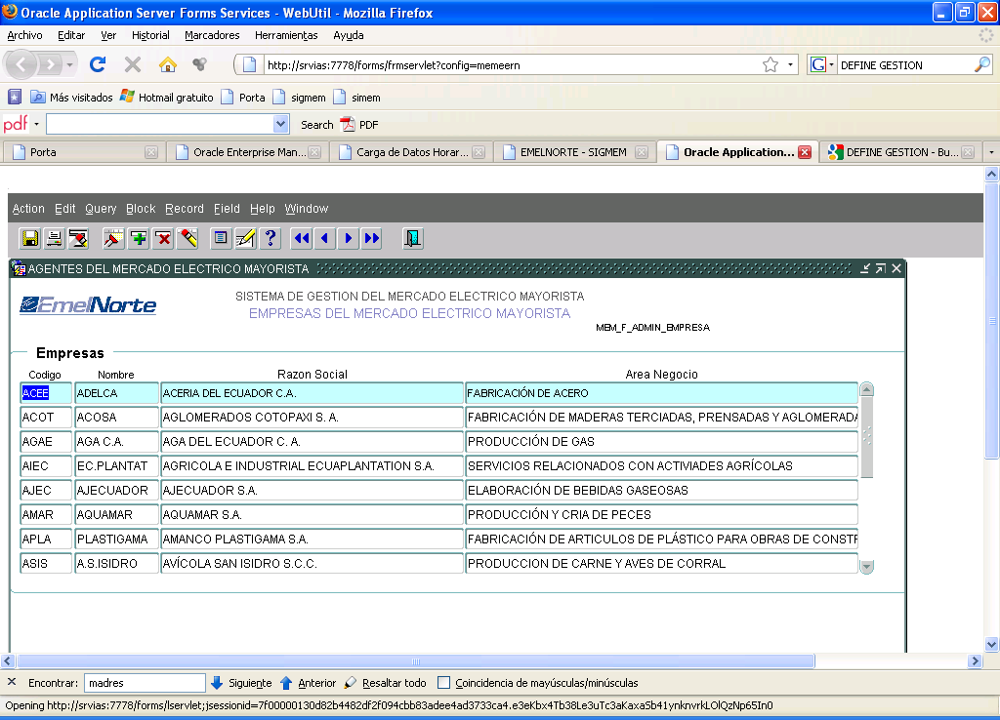 Oracle Application Server Forms Services - WebUtil - Mozilla Firefox
Archivo Editar Ver Historial Marcadores Herramientas Ayuda
http://srvias:7778/forms/frmservlet?config=memeern
G DEFINE GESTION
Más visitados Hotmail gratuito Porta sigmem simem
pdf Search PDF
Porta Oracle Enterprise Man... Carga de Datos Horar... EMELNORTE - SIGMEM Oracle Application... DEFINE GESTION - Bu...
Action Edit Query Block Record Field Help Window
AGENTES DEL MERCADO ELECTRICO MAYORISTA
EmelNorte
SISTEMA DE GESTION DEL MERCADO ELECTRICO MAYORISTA
EMPRESAS DEL MERCADO ELECTRICO MAYORISTA
MEM_F_ADMIN_EMPRESA
Empresas
Codigo Nombre Razon Social Area Negocio
ACEE ADELCA ACERIA DEL ECUADOR C.A. FABRICACIÓN DE ACERO
ACOT ACOSA AGLOMERADOS COTOPAXI S. A. FABRICACIÓN DE MADERAS TERCIADAS, PRENSADAS Y AGLOMERADA
AGAE AGA C.A. AGA DEL ECUADOR C. A. PRODUCCIÓN DE GAS
AIEC EC.PLANTAT AGRICOLA E INDUSTRIAL ECUAPLANTATION S.A. SERVICIOS RELACIONADOS CON ACTIVIADES AGRÍCOLAS
AJEC AJECUADOR AJECUADOR S.A. ELABORACIÓN DE BEBIDAS GASEOSAS
AMAR AQUAMAR AQUAMAR S.A. PRODUCCIÓN Y CRIA DE PECES
APLA PLASTIGAMA AMANCO PLASTIGAMA S.A. FABRICACIÓN DE ARTICULOS DE PLÁSTICO PARA OBRAS DE CONSTR
ASIS A.S.ISIDRO AVÍCOLA SAN ISIDRO S.C.C. PRODUCCION DE CARNE Y AVES DE CORRAL
Encontrar: madres Siguiente Anterior Resaltar todo Coincidencia de mayúsculas/minúsculas
Opening http://srvias:7778/forms/lservlet;jsessionid=7f00000130d82b4482df2f094cbb83adee4ad3733ca4.e3eKbx4Tb38Le3uTc3aKaxaSb41ynknvrkLOlQzNp65In0